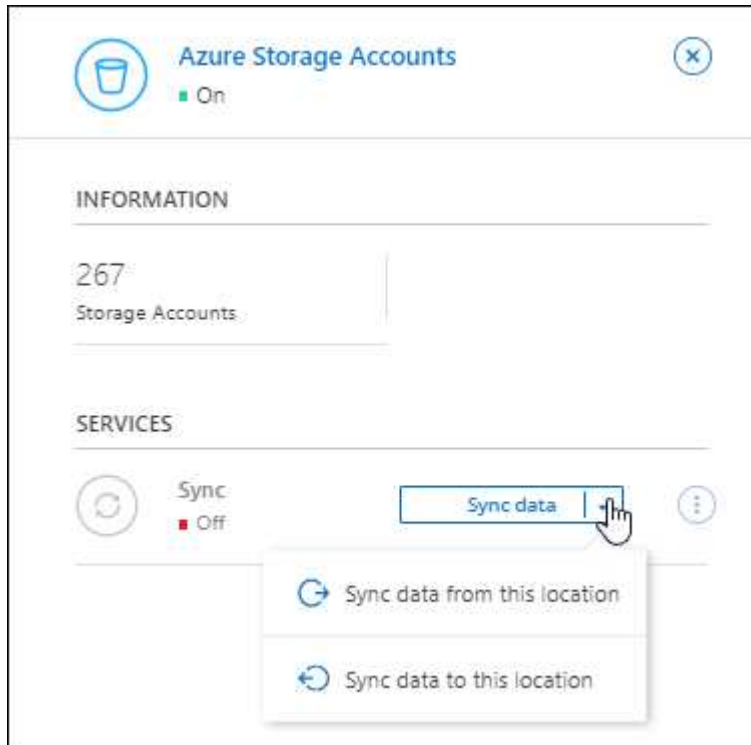 Azure Storage Accounts
On
INFORMATION
267
Storage Accounts
SERVICES
Sync
Sync data
Off
Sync data from this location
Sync data to this location